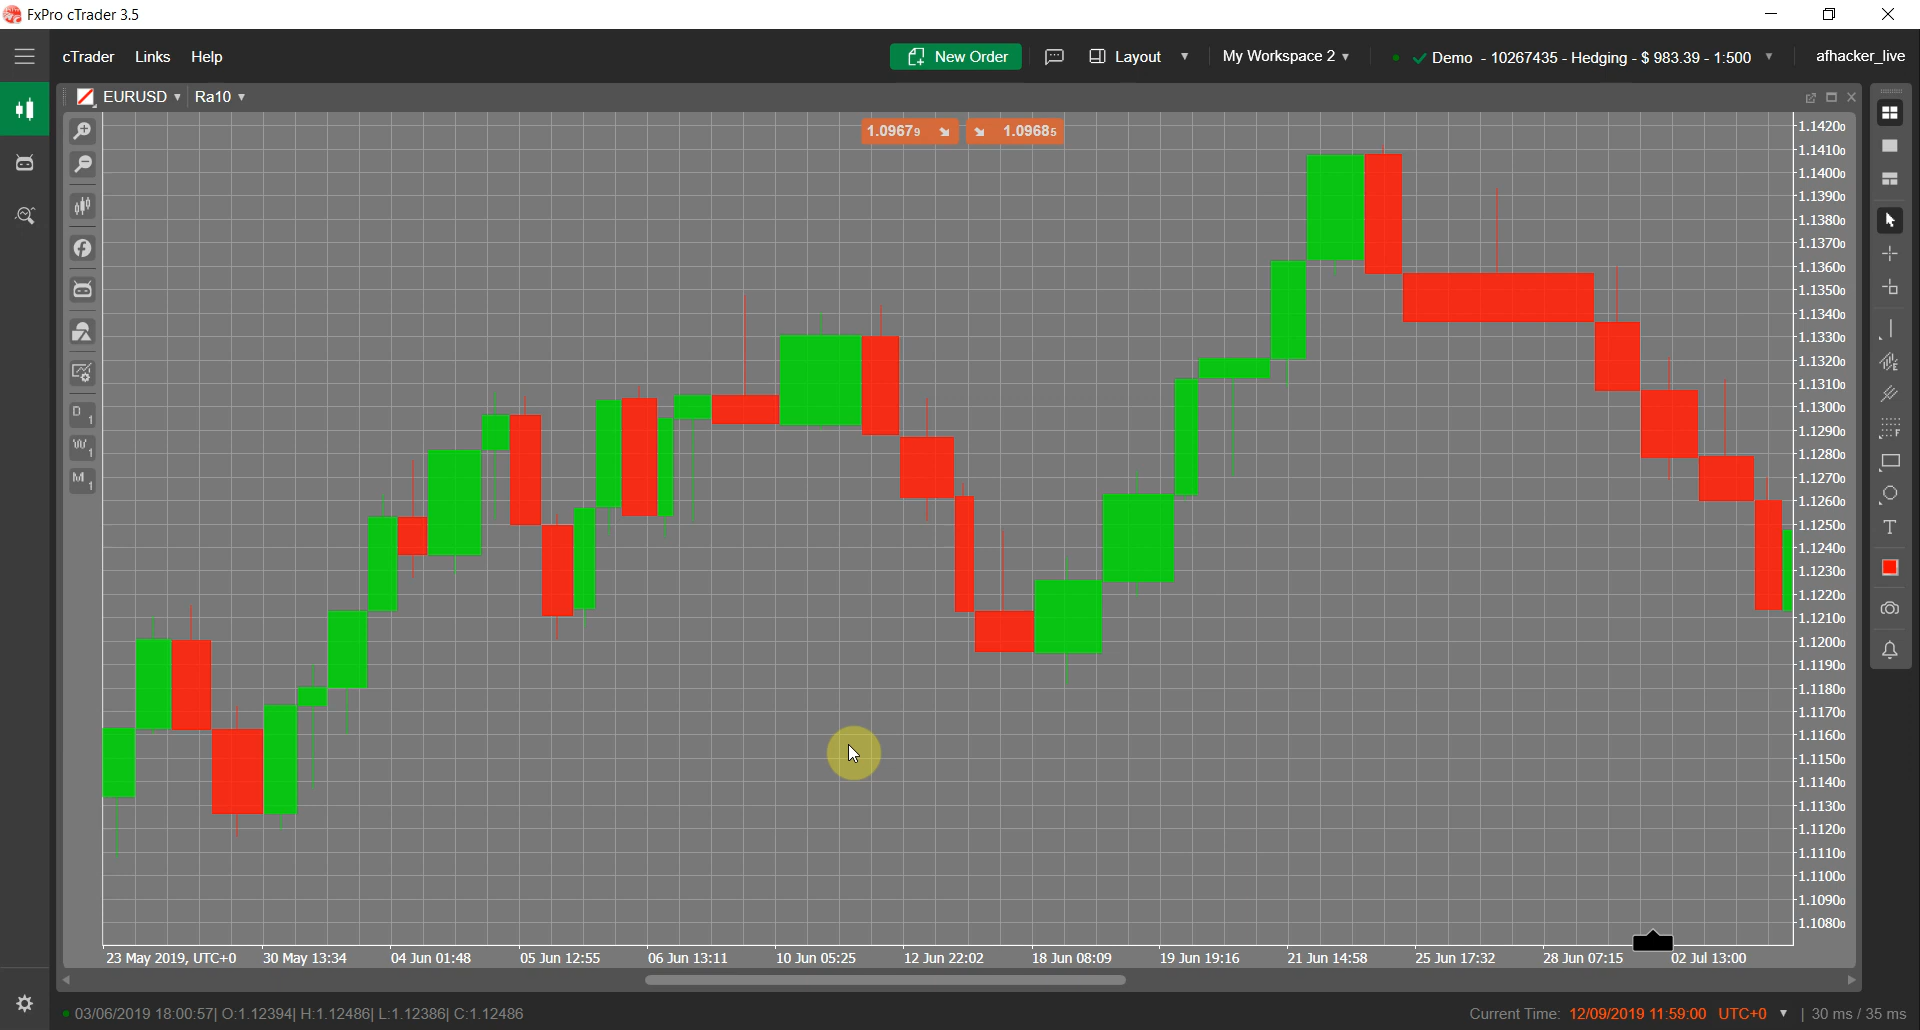 FxPro cTrader 3.5
cTrader Links Help
New Order
Layout
My Workspace 2
Demo - 10267435 - Hedging - $ 983.39 - 1:500
afhacker_live
EURUSD Ra10
1.09679 1.09685
D1
W1
M1
E
F
T
1.14200
1.14100
1.14000
1.13900
1.13800
1.13700
1.13600
1.13500
1.13400
1.13300
1.13200
1.13100
1.13000
1.12900
1.12800
1.12700
1.12600
1.12500
1.12400
1.12300
1.12200
1.12100
1.12000
1.11900
1.11800
1.11700
1.11600
1.11500
1.11400
1.11300
1.11200
1.11100
1.11000
1.10900
1.10800
23 May 2019, UTC+0 30 May 13:34 04 Jun 01:48 05 Jun 12:55 06 Jun 13:11 10 Jun 05:25 12 Jun 22:02 18 Jun 08:09 19 Jun 19:16 21 Jun 14:58 25 Jun 17:32 28 Jun 07:15 02 Jul 13:00
03/06/2019 18:00:57| O:1.12394| H:1.12486| L:1.12386| C:1.12486
Current Time: 12/09/2019 11:59:00 UTC+0 | 30 ms / 35 ms